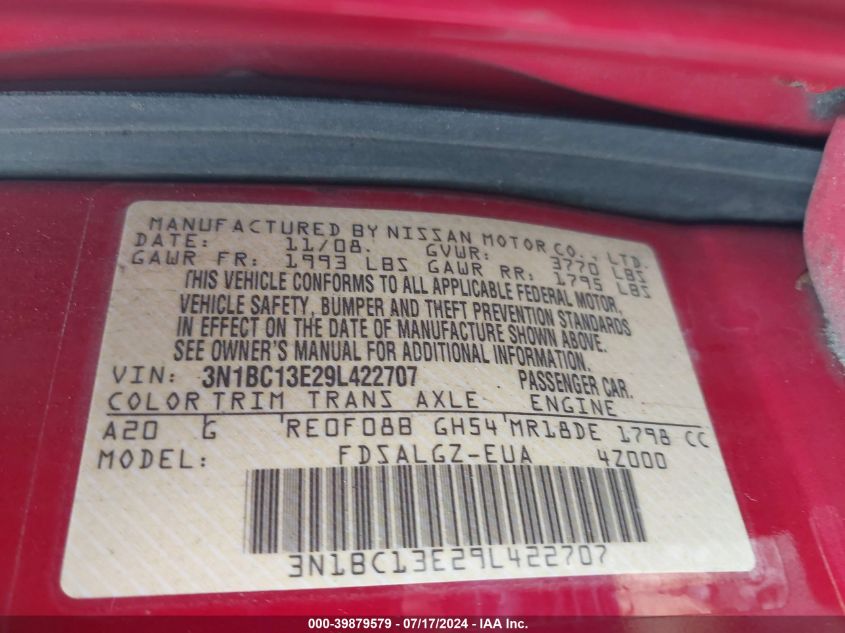 MANUFACTURED BY NISSAN MOTOR CO., LTD.
DATE: 11/08. GVWR: 3770 LBS
GAWR FR: 1993 LBS GAWR RR: 1795 LBS
THIS VEHICLE CONFORMS TO ALL APPLICABLE FEDERAL MOTOR
VEHICLE SAFETY, BUMPER AND THEFT PREVENTION STANDARDS
IN EFFECT ON THE DATE OF MANUFACTURE SHOWN ABOVE.
SEE OWNER'S MANUAL FOR ADDITIONAL INFORMATION.
VIN: 3N1BC13E29L422707 PASSENGER CAR.
COLOR TRIM TRANS AXLE ENGINE
A20 G RE0F08B GH54 MR18DE 1798 CC
FDSALGZ-EUA 4Z000
3N1BC13E29L422707
000-39879579 / 07/17/2024 - IAA Inc.